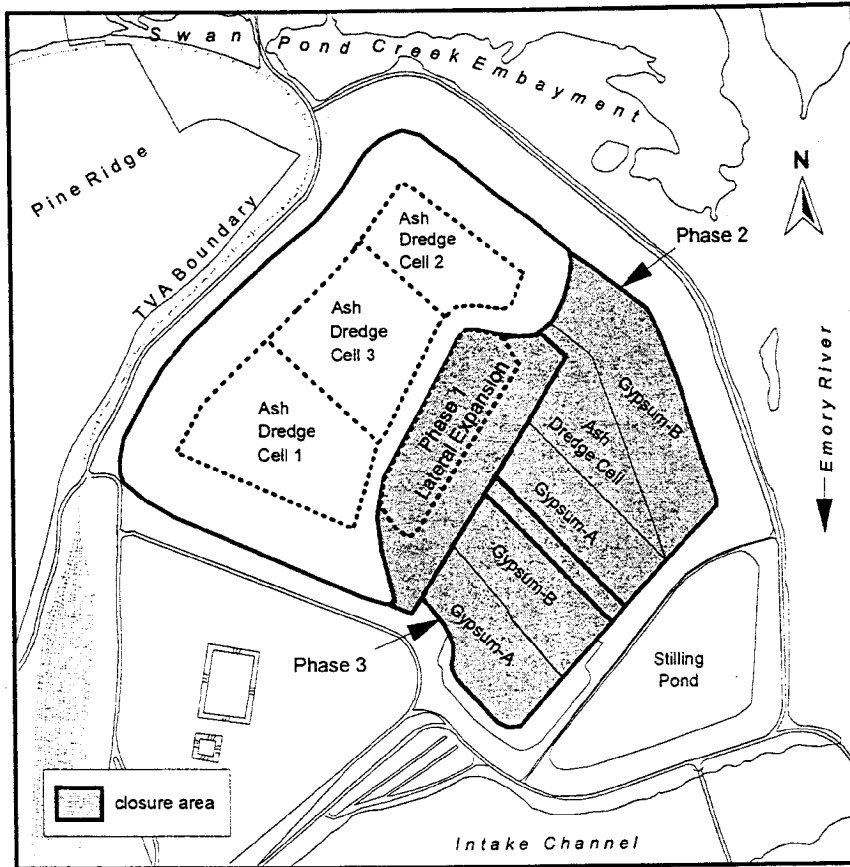 Swan Pond Creek Embayment
Pine Ridge
TVA Boundary
N
Phase 2
Ash
Dredge
Cell 2
Ash
Dredge
Cell 3
Ash
Dredge
Cell 1
Phase 1
Lateral Expansion
Gypsum-B
Ash
Dredge Cell
Gypsum-A
Emory River
Gypsum-B
Gypsum-A
Phase 3
Stilling
Pond
closure area
Intake Channel